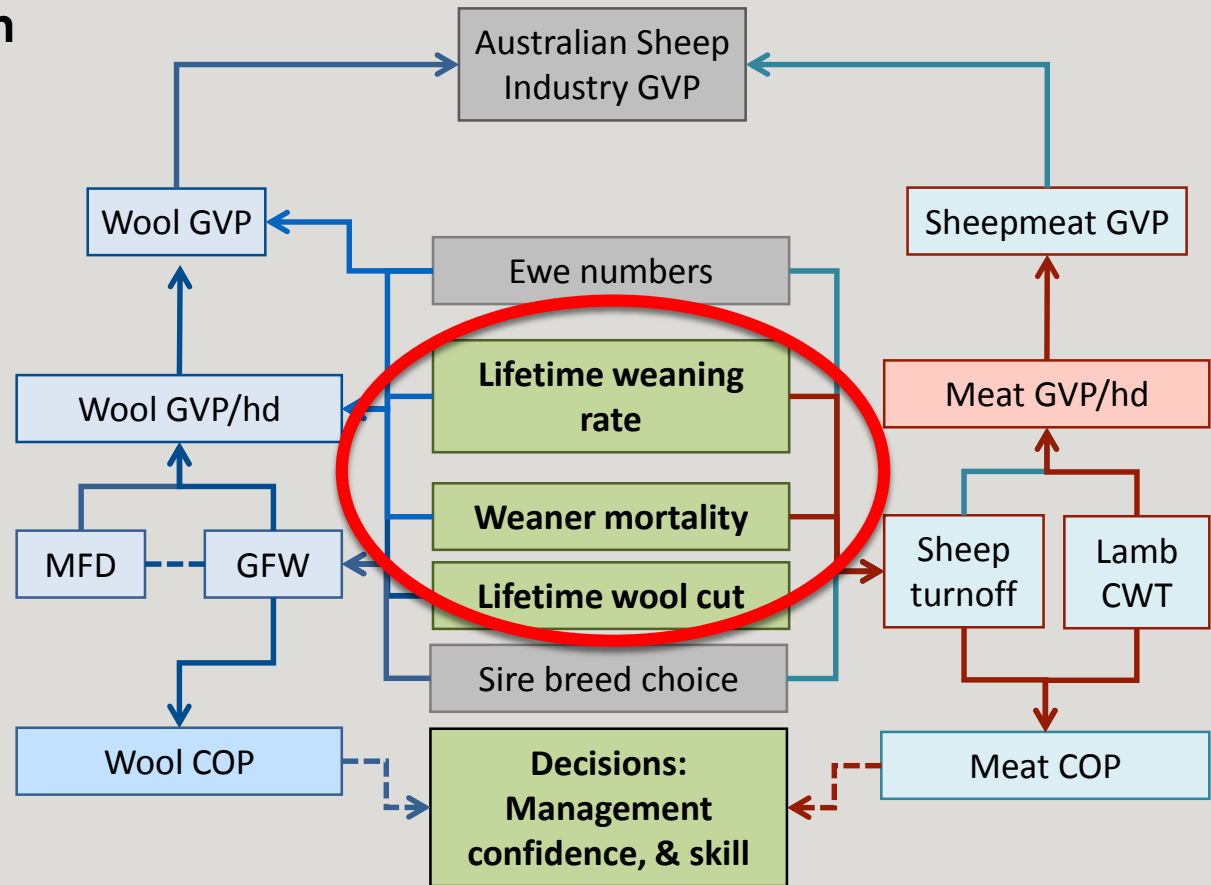 Australian Sheep
Industry GVP
Wool GVP
Sheepmeat GVP
Ewe numbers
Lifetime weaning
rate
Wool GVP/hd
Meat GVP/hd
Weaner mortality
MFD
GFW
Sheep
turnoff
Lamb
CWT
Lifetime wool cut
Sire breed choice
Wool COP
Decisions:
Management
confidence, & skill
Meat COP